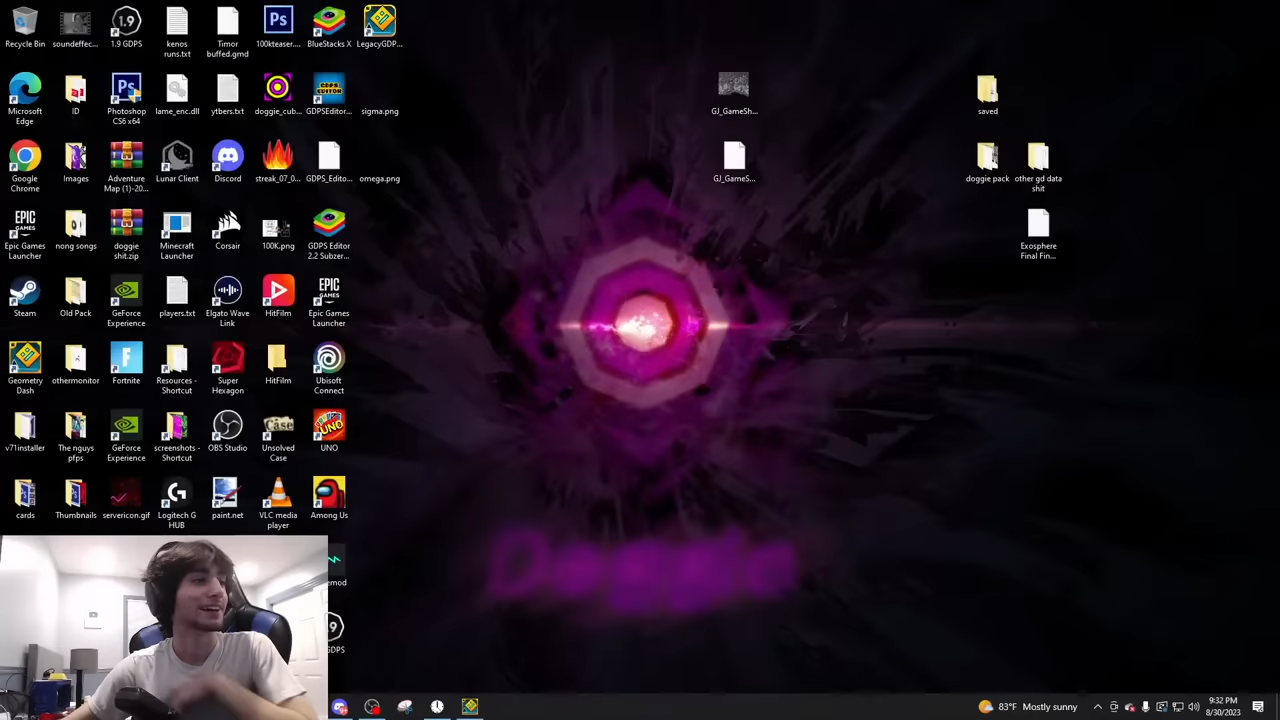 Recycle Bin
soundeffec...
1.9 GDPS
kenos
runs.txt
Timor
buffed.gmd
100kteaser....
BlueStacks X
LegacyGDP...
Microsoft
Edge
ID
Photoshop
CS6 x64
lame_enc.dll
ytbers.txt
doggie_cub...
GDPSEditor...
sigma.png
GJ_GameSh...
saved
Google
Chrome
Images
Adventure
Map (1)-20...
Lunar Client
Discord
streak_07_0...
GDPS_Edito...
omega.png
GJ_GameS...
doggie pack
other gd data
shit
Epic Games
Launcher
nong songs
doggie
shit.zip
Minecraft
Launcher
Corsair
100K.png
GDPS Editor
2.2 Subzer...
Exosphere
Final Fin...
Steam
Old Pack
GeForce
Experience
players.txt
Elgato Wave
Link
HitFilm
Epic Games
Launcher
Geometry
Dash
othermonitor
Fortnite
Resources -
Shortcut
Super
Hexagon
HitFilm
Ubisoft
Connect
v71installer
The nguys
pfps
GeForce
Experience
screenshots -
Shortcut
OBS Studio
Unsolved
Case
UNO
cards
Thumbnails
servericon.gif
Logitech G
HUB
paint.net
VLC media
player
Among Us
83°F Mostly sunny
9:32 PM
8/30/2023